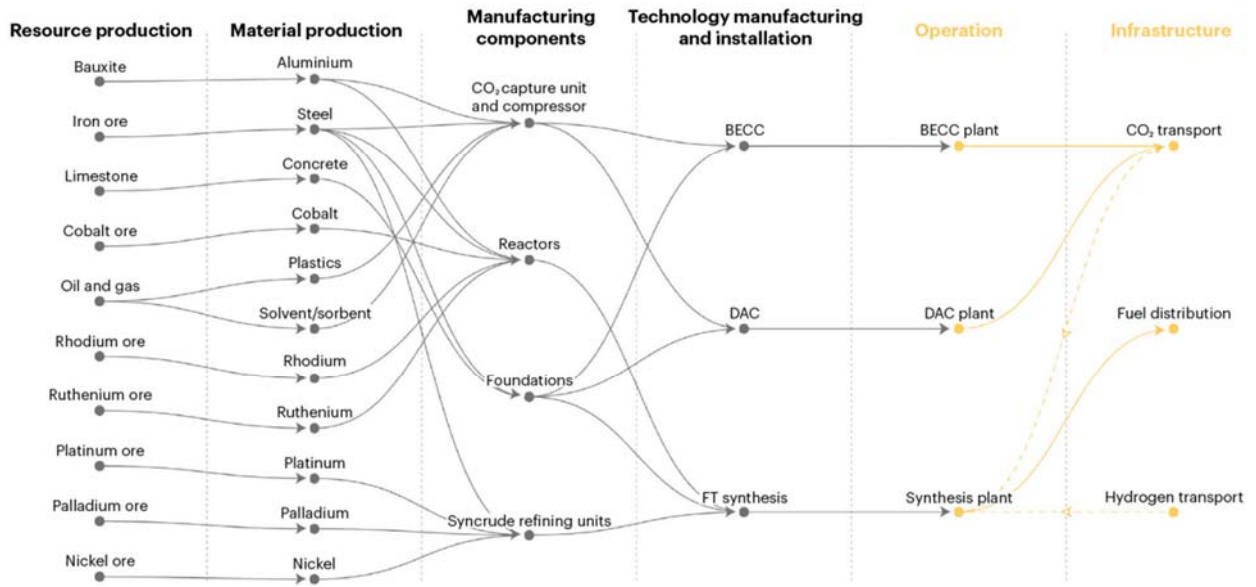 Resource production
Material production
Manufacturing
components
Technology manufacturing
and installation
Operation
Infrastructure
Bauxite
Iron ore
Limestone
Cobalt ore
Oil and gas
Rhodium ore
Ruthenium ore
Platinum ore
Palladium ore
Nickel ore
Aluminium
Steel
Concrete
Cobalt
Plastics
Solvent/sorbent
Rhodium
Ruthenium
Platinum
Palladium
Nickel
CO₂ capture unit
and compressor
Reactors
Foundations
Syncrude refining units
BECC
DAC
FT synthesis
BECC plant
DAC plant
Synthesis plant
CO₂ transport
Fuel distribution
Hydrogen transport